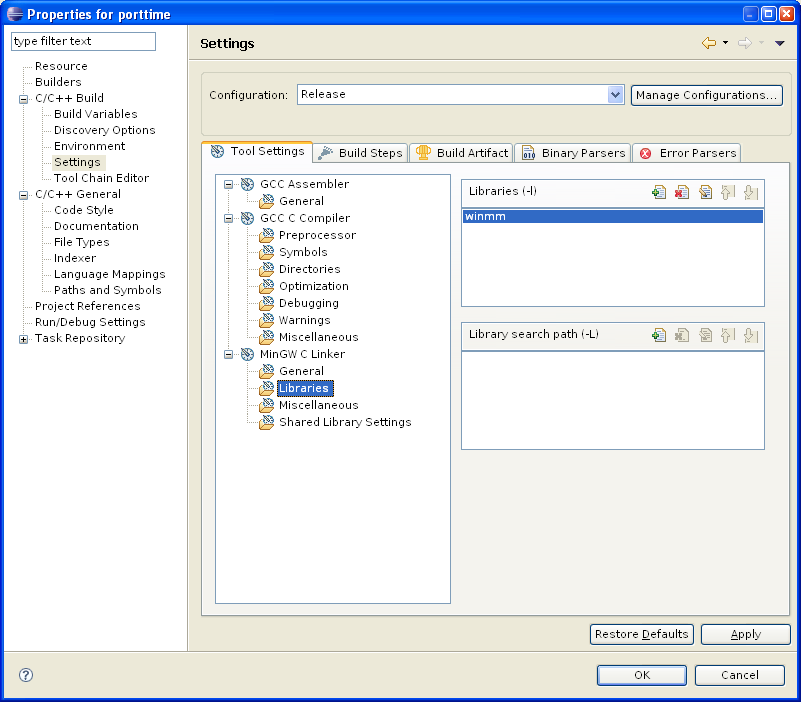 Properties for porttime
type filter text
Resource
Builders
C/C++ Build
Build Variables
Discovery Options
Environment
Settings
Tool Chain Editor
C/C++ General
Code Style
Documentation
File Types
Indexer
Language Mappings
Paths and Symbols
Project References
Run/Debug Settings
Task Repository
Settings
Configuration: Release Manage Configurations...
Tool Settings Build Steps Build Artifact Binary Parsers Error Parsers
GCC Assembler
General
GCC C Compiler
Preprocessor
Symbols
Directories
Optimization
Debugging
Warnings
Miscellaneous
MinGW C Linker
General
Libraries
Miscellaneous
Shared Library Settings
Libraries (-l)
winmm
Library search path (-L)
Restore Defaults Apply
OK Cancel